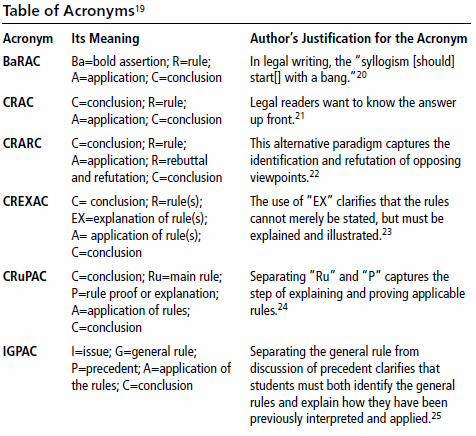 Table of Acronyms19
Acronym Its Meaning Author's Justification for the Acronym
BaRAC Ba=bold assertion; R=rule; In legal writing, the "syllogism [should]
A=application; C=conclusion start[] with a bang."20
CRAC C=conclusion; R=rule; Legal readers want to know the answer
A=application; C=conclusion up front.21
CRARC C=conclusion; R=rule; This alternative paradigm captures the
A=application; R=rebuttal identification and refutation of opposing
and refutation; C=conclusion viewpoints.22
CREXAC C= conclusion; R=rule(s); The use of "EX" clarifies that the rules
EX=explanation of rule(s); cannot merely be stated, but must be
A= application of rule(s); explained and illustrated.23
C=conclusion
CRuPAC C=conclusion; Ru=main rule; Separating "Ru" and "P" captures the
P=rule proof or explanation; step of explaining and proving applicable
A=application of rules; rules.24
C=conclusion
IGPAC I=issue; G=general rule; Separating the general rule from
P=precedent; A=application of discussion of precedent clarifies that
the rules; C=conclusion students must both identify the general
rules and explain how they have been
previously interpreted and applied.25